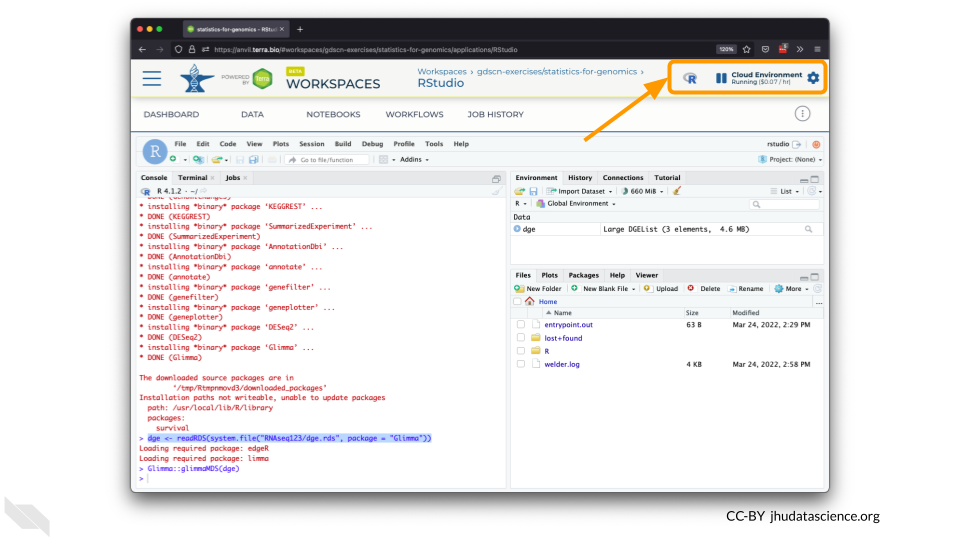 statistics-for-genomics - RStud
https://anvil.terra.bio/#workspaces/gdscn-exercises/statistics-for-genomics/applications/RStudio
120%
POWERED BY
Terra
BETA
WORKSPACES
Workspaces › gdscn-exercises/statistics-for-genomics ›
RStudio
R
Cloud Environment
Running ($0.07 / hr)
DASHBOARD DATA NOTEBOOKS WORKFLOWS JOB HISTORY
R
File Edit Code View Plots Session Build Debug Profile Tools Help
rstudio
Go to file/function
Addins
Project: (None)
Console Terminal Jobs
R 4.1.2 · ~/
* installing *binary* package 'KEGGREST' ...
* DONE (KEGGREST)
* installing *binary* package 'SummarizedExperiment' ...
* DONE (SummarizedExperiment)
* installing *binary* package 'AnnotationDbi' ...
* DONE (AnnotationDbi)
* installing *binary* package 'annotate' ...
* DONE (annotate)
* installing *binary* package 'genefilter' ...
* DONE (genefilter)
* installing *binary* package 'geneplotter' ...
* DONE (geneplotter)
* installing *binary* package 'DESeq2' ...
* DONE (DESeq2)
* installing *binary* package 'Glimma' ...
* DONE (Glimma)
The downloaded source packages are in
'/tmp/Rtmpnmovd3/downloaded_packages'
Installation paths not writeable, unable to update packages
path: /usr/local/lib/R/library
packages:
survival
> dge <- readRDS(system.file("RNAseq123/dge.rds", package = "Glimma"))
Loading required package: edgeR
Loading required package: limma
> Glimma::glimmaMDS(dge)
>
Environment History Connections Tutorial
Import Dataset 660 MiB List
R Global Environment
Data
dge Large DGEList (3 elements, 4.6 MB)
Files Plots Packages Help Viewer
New Folder New Blank File Upload Delete Rename More
Home ...
Name Size Modified
entrypoint.out 63 B Mar 24, 2022, 2:29 PM
lost+found
R
welder.log 4 KB Mar 24, 2022, 2:58 PM
CC-BY jhudatascience.org